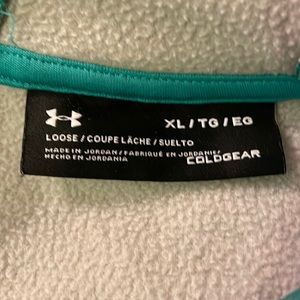 XL / TG / EG
LOOSE / COUPE LÂCHE / SUELTO
MADE IN JORDAN / FABRIQUÉ EN JORDANIE/
HECHO EN JORDANIA
COLDGEAR